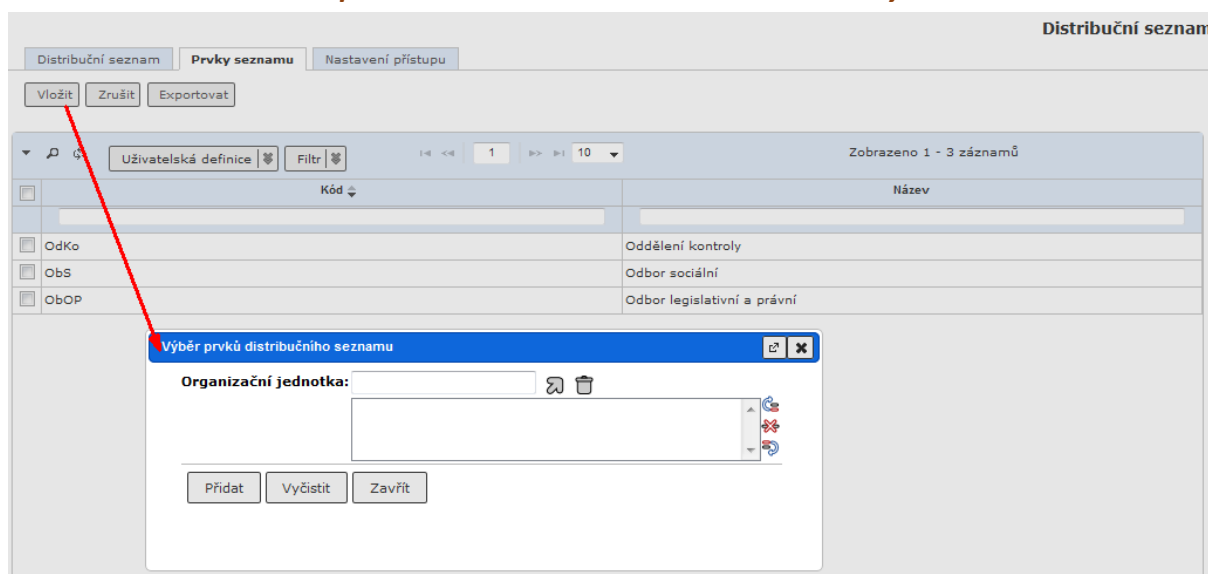 Distribuční seznam
Distribuční seznam Prvky seznamu Nastavení přístupu
Vložit Zrušit Exportovat
Uživatelská definice Filtr 1 10 Zobrazeno 1 - 3 záznamů
Kód Název
OdKo Oddělení kontroly
ObS Odbor sociální
ObOP Odbor legislativní a právní
Výběr prvků distribučního seznamu
Organizační jednotka:
Přidat Vyčistit Zavřít